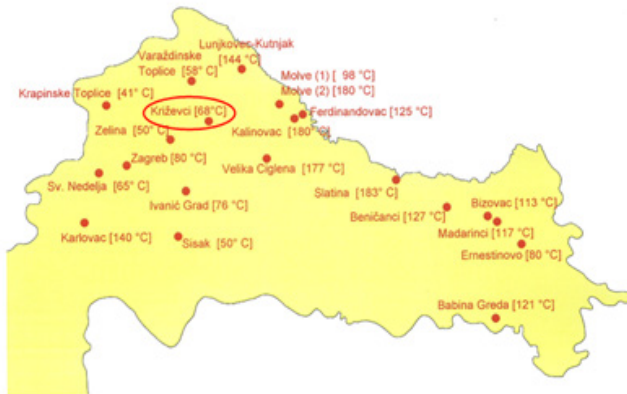 Lunjkovec-Kutnjak
[144 °C]
Varaždinske
Toplice [58° C]
Molve (1) [ 98 °C]
Molve (2) [180 °C]
Krapinske Toplice [41° C]
Križevci [68°C]
Ferdinandovac [125 °C]
Zelina [50° C]
Kalinovac [180° C]
Zagreb [80 °C]
Velika Ciglena [177 °C]
Sv. Nedelja [65° C]
Slatina [183° C]
Ivanić Grad [76 °C]
Bizovac [113 °C]
Beničanci [127 °C]
Madarinci [117 °C]
Karlovac [140 °C]
Sisak [50° C]
Ernestinovo [80 °C]
Babina Greda [121 °C]